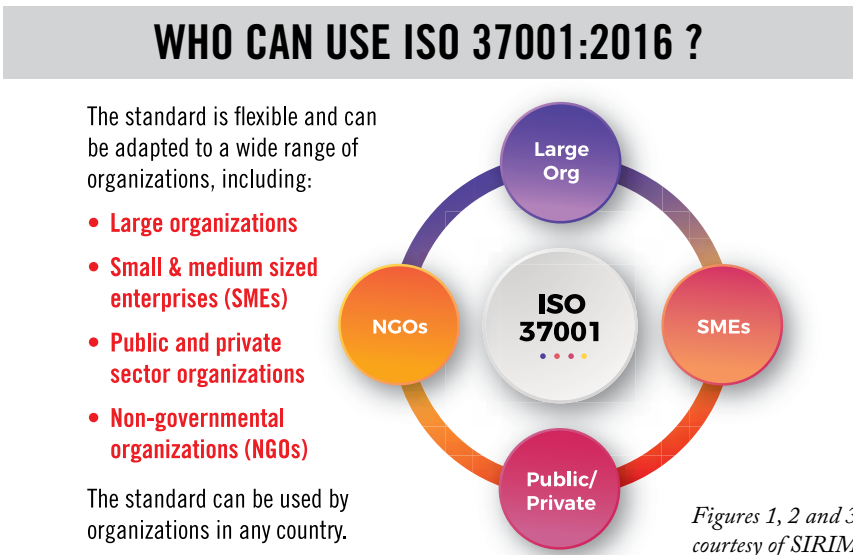 WHO CAN USE ISO 37001:2016 ?
The standard is flexible and can
be adapted to a wide range of
organizations, including:
• Large organizations
• Small & medium sized
enterprises (SMEs)
• Public and private
sector organizations
• Non-governmental
organizations (NGOs)
The standard can be used by
organizations in any country.
Large
Org
NGOs
ISO
37001
SMEs
Public/
Private
Figures 1, 2 and 3
courtesy of SIRIM